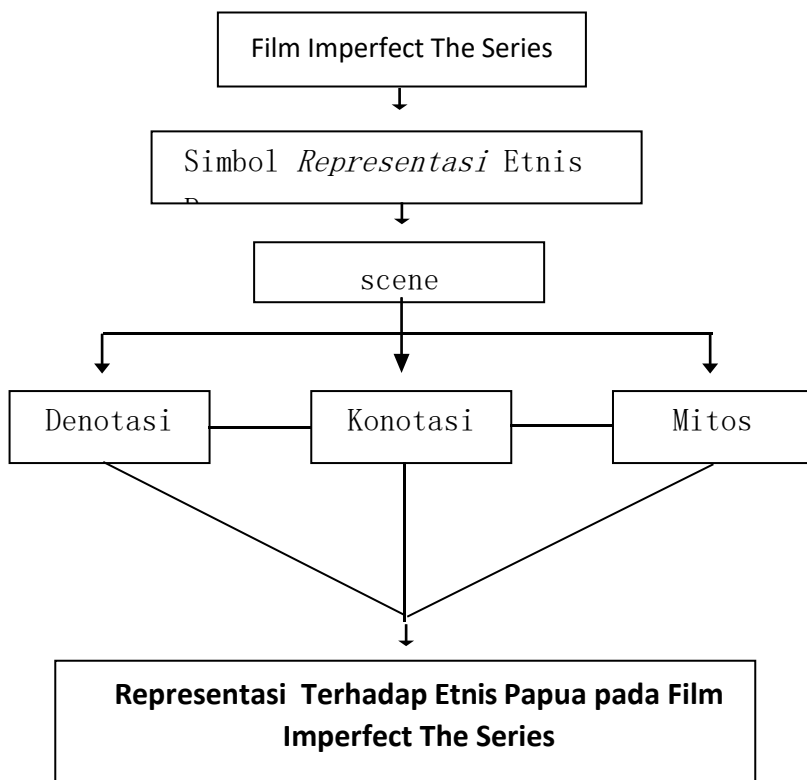 Film Imperfect The Series
Simbol Representasi Etnis
scene
Denotasi
Konotasi
Mitos
Representasi Terhadap Etnis Papua pada Film
Imperfect The Series